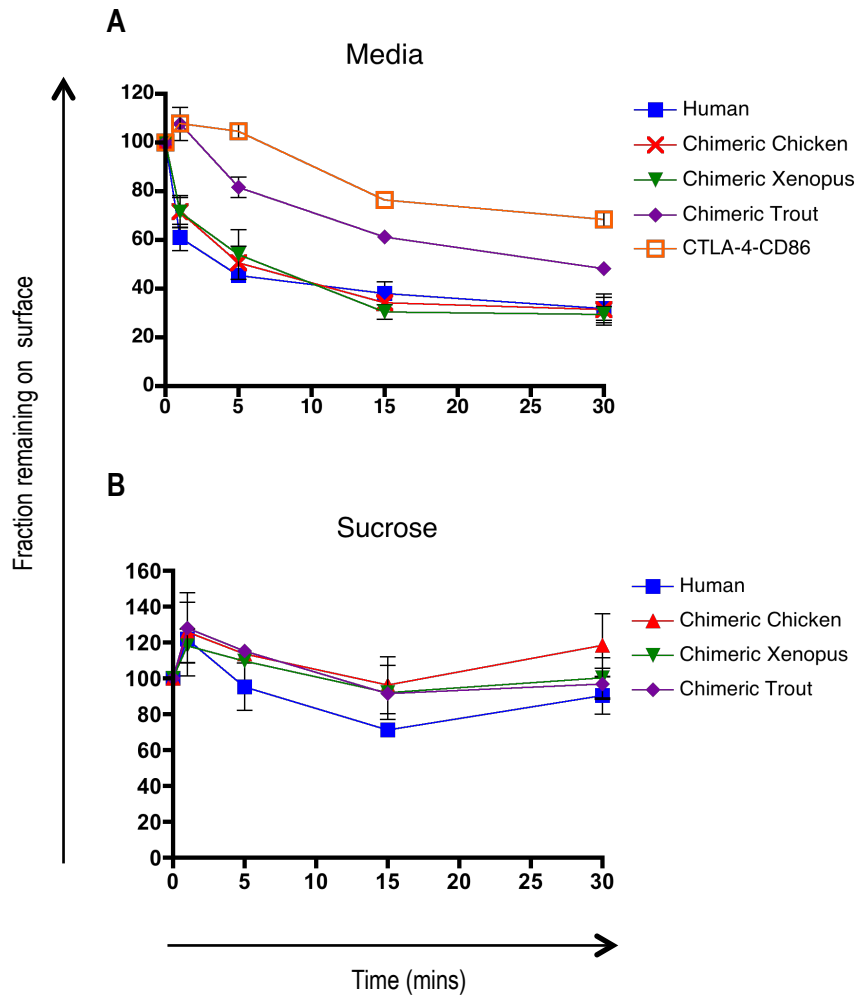 A
Media
120
100
80
60
40
20
0
0 5 10 15 20 25 30
Human
Chimeric Chicken
Chimeric Xenopus
Chimeric Trout
CTLA-4-CD86
Fraction remaining on surface
B
Sucrose
160
140
120
100
80
60
40
20
0
0 5 10 15 20 25 30
Human
Chimeric Chicken
Chimeric Xenopus
Chimeric Trout
Time (mins)